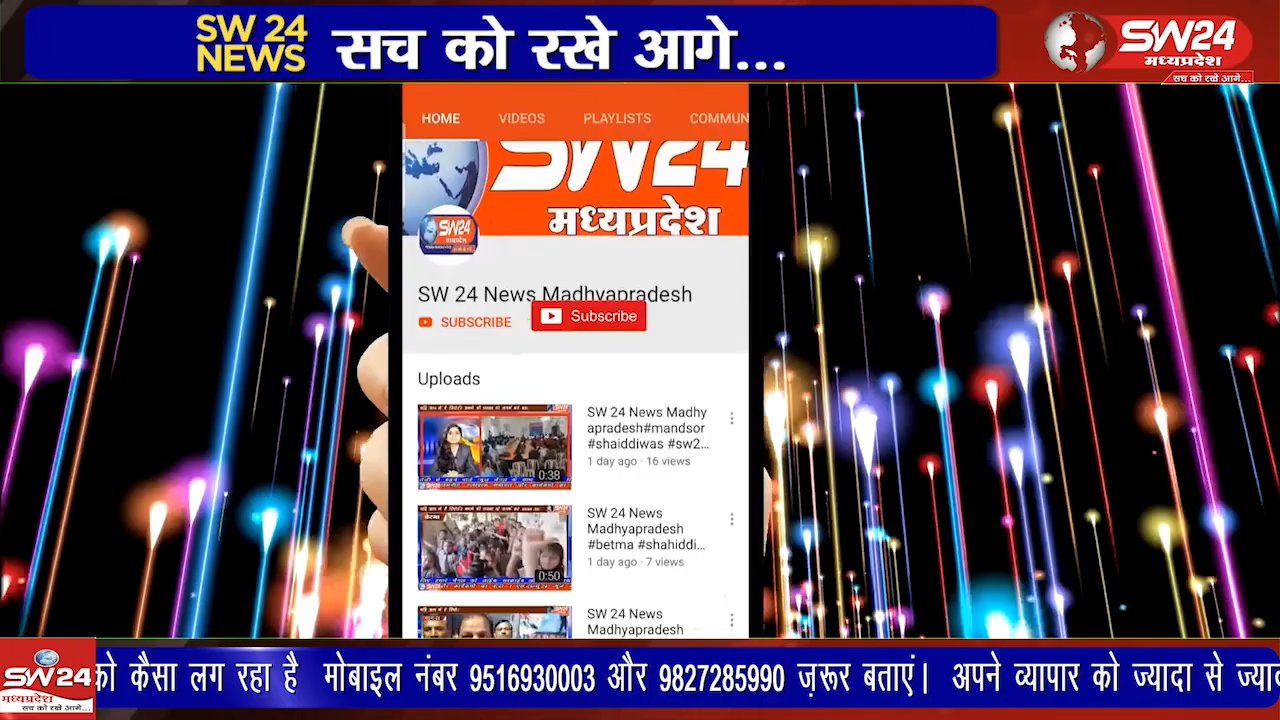 SW 24
NEWS
सच को रखे आगे...
SW24
मध्यप्रदेश
सच को रखे आगे...
HOME VIDEOS PLAYLISTS COMMUN
SW24
मध्यप्रदेश
SW24
SW 24 News Madhyapradesh
SUBSCRIBE
Subscribe
Uploads
SW 24 News Madhy
apradesh#mandsor
#shaiddiwas #sw2...
1 day ago · 16 views
0:38
SW 24 News
Madhyapradesh
#betma #shahiddi...
1 day ago · 7 views
0:50
SW 24 News
Madhyapradesh
SW24
मध्यप्रदेश
सच को रखे आगे...
को कैसा लग रहा है मोबाइल नंबर 9516930003 और 9827285990 ज़रूर बताएं। अपने व्यापार को ज्यादा से ज्या